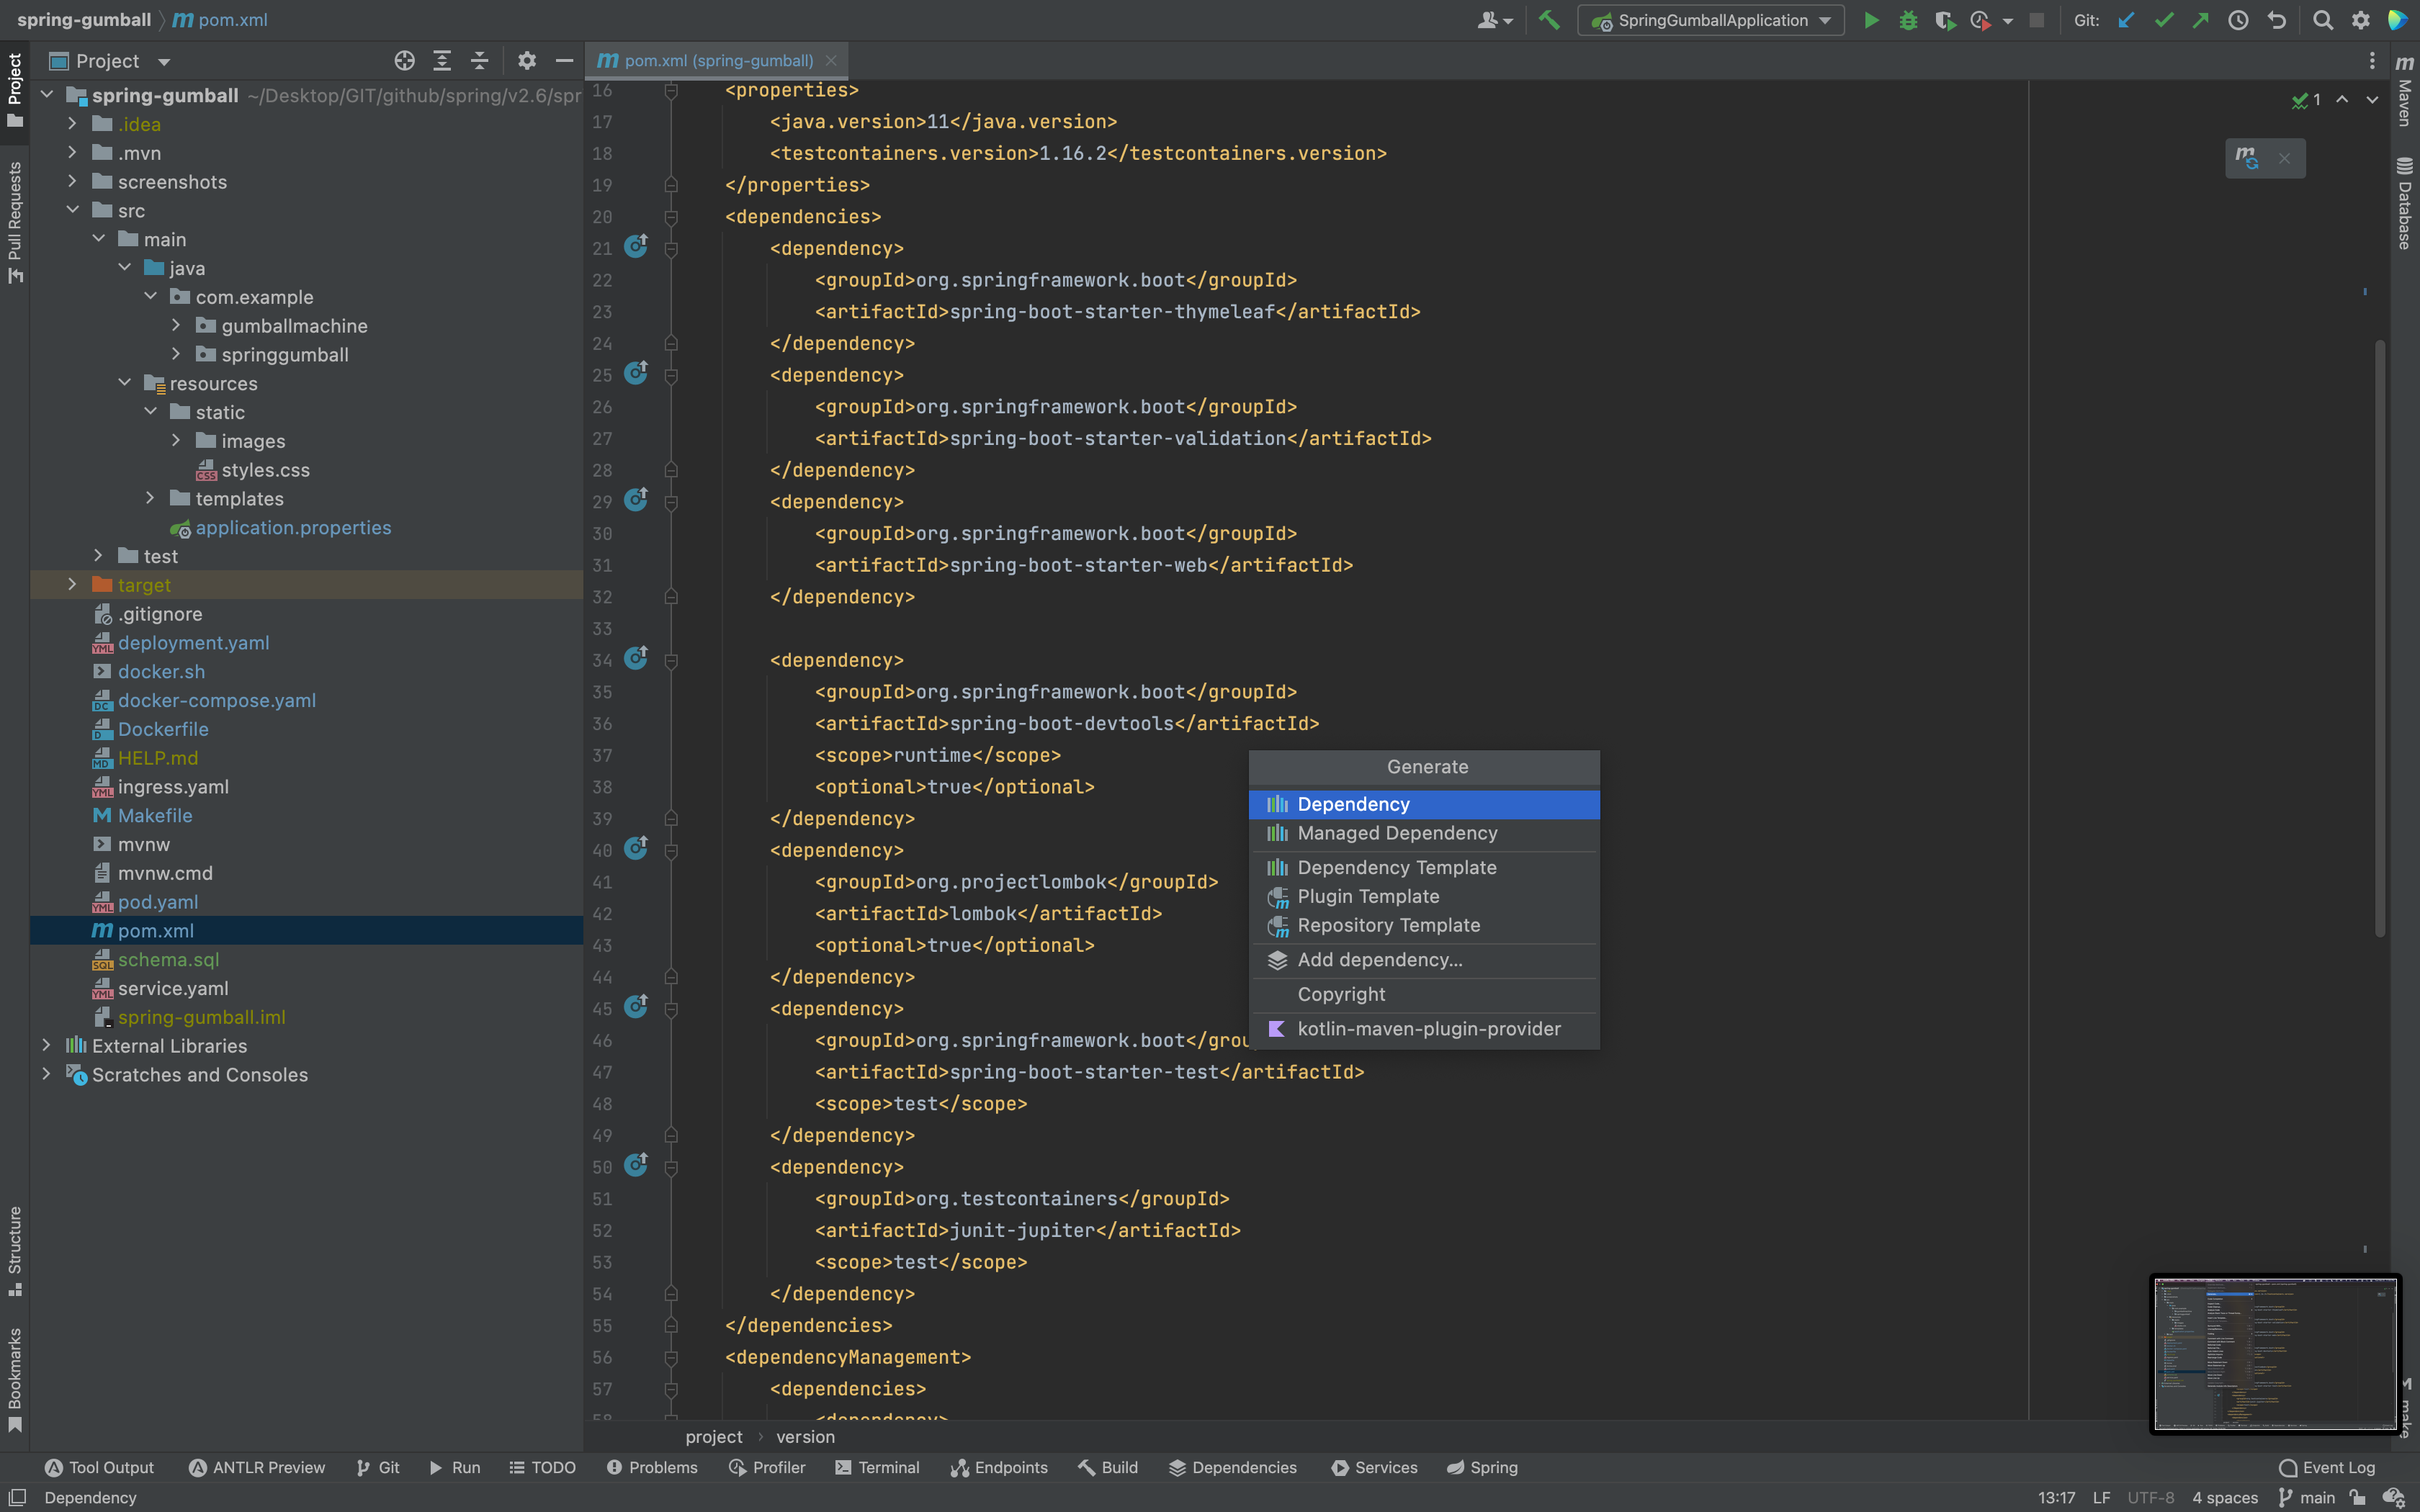 spring-gumball pom.xml
SpringGumballApplication Git:
Project
pom.xml (spring-gumball)
spring-gumball ~/Desktop/GIT/github/spring/v2.6/spr
.idea
.mvn
screenshots
src
main
java
com.example
gumballmachine
springgumball
resources
static
images
styles.css
templates
application.properties
test
target
.gitignore
deployment.yaml
docker.sh
docker-compose.yaml
Dockerfile
HELP.md
ingress.yaml
Makefile
mvnw
mvnw.cmd
pod.yaml
pom.xml
schema.sql
service.yaml
spring-gumball.iml
External Libraries
Scratches and Consoles
Project
Pull Requests
Structure
Bookmarks
16 <properties>
17 <java.version>11</java.version>
18 <testcontainers.version>1.16.2</testcontainers.version>
19 </properties>
20 <dependencies>
21 <dependency>
22 <groupId>org.springframework.boot</groupId>
23 <artifactId>spring-boot-starter-thymeleaf</artifactId>
24 </dependency>
25 <dependency>
26 <groupId>org.springframework.boot</groupId>
27 <artifactId>spring-boot-starter-validation</artifactId>
28 </dependency>
29 <dependency>
30 <groupId>org.springframework.boot</groupId>
31 <artifactId>spring-boot-starter-web</artifactId>
32 </dependency>
33
34 <dependency>
35 <groupId>org.springframework.boot</groupId>
36 <artifactId>spring-boot-devtools</artifactId>
37 <scope>runtime</scope>
38 <optional>true</optional>
39 </dependency>
40 <dependency>
41 <groupId>org.projectlombok</groupId>
42 <artifactId>lombok</artifactId>
43 <optional>true</optional>
44 </dependency>
45 <dependency>
46 <groupId>org.springframework.boot</grou
47 <artifactId>spring-boot-starter-test</artifactId>
48 <scope>test</scope>
49 </dependency>
50 <dependency>
51 <groupId>org.testcontainers</groupId>
52 <artifactId>junit-jupiter</artifactId>
53 <scope>test</scope>
54 </dependency>
55 </dependencies>
56 <dependencyManagement>
57 <dependencies>
58 <dependency>
1
Generate
Dependency
Managed Dependency
Dependency Template
Plugin Template
Repository Template
Add dependency...
Copyright
kotlin-maven-plugin-provider
Maven
Database
make
project version
Tool Output ANTLR Preview Git Run TODO Problems Profiler Terminal Endpoints Build Dependencies Services Spring Event Log
Dependency 13:17 LF UTF-8 4 spaces main